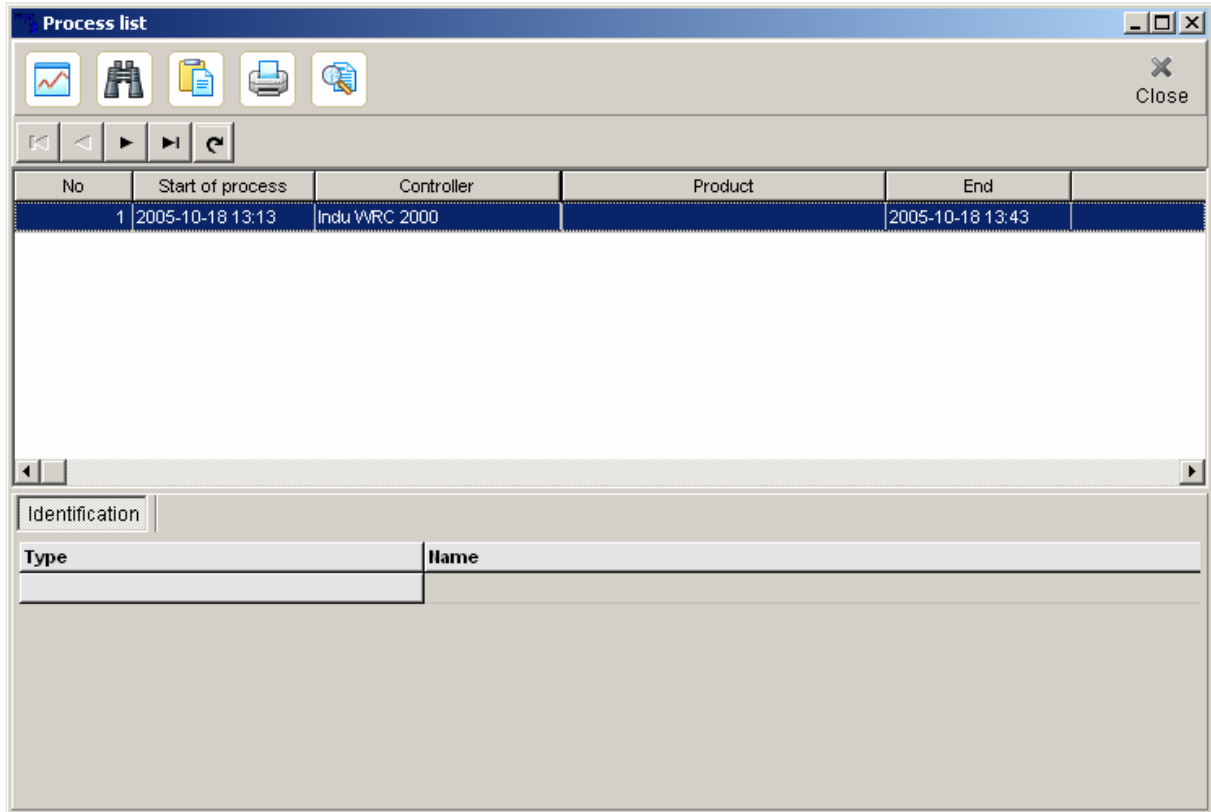 Process list
Close
No Start of process Controller Product End
1 2005-10-18 13:13 Indu WRC 2000 2005-10-18 13:43
Identification
Type Name